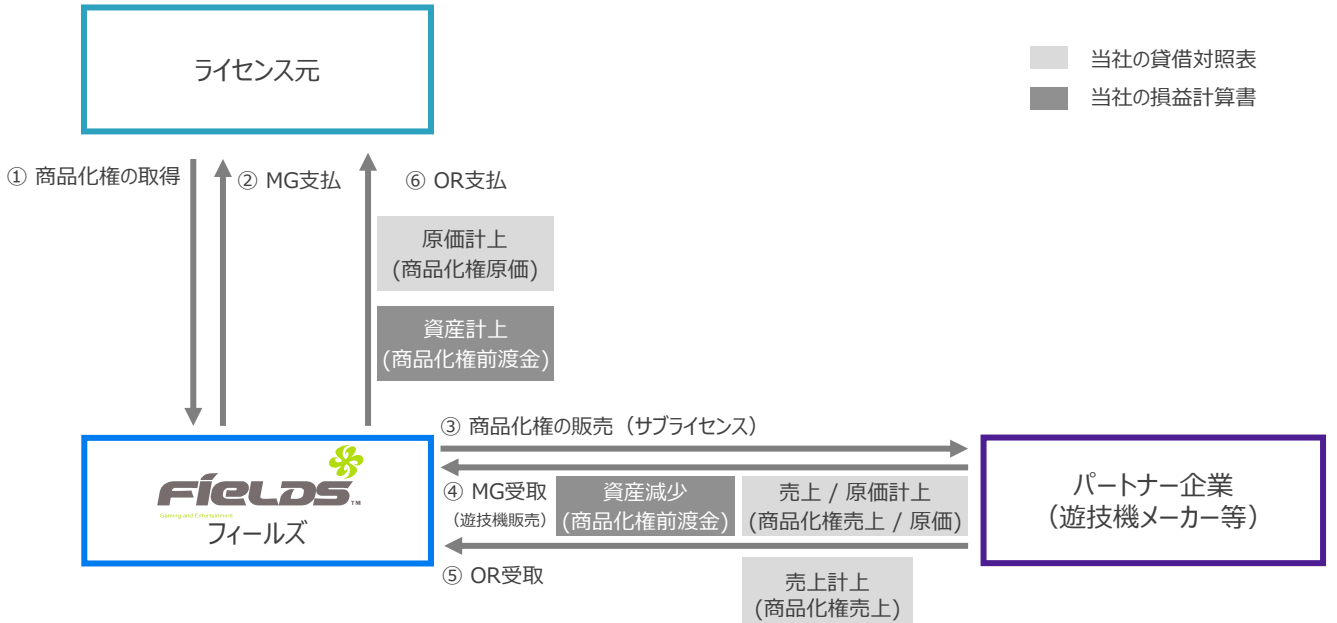 ライセンス元
当社の貸借対照表
当社の損益計算書
① 商品化権の取得
② MG支払
⑥ OR支払
原価計上
(商品化権原価)
資産計上
(商品化権前渡金)
③ 商品化権の販売（サブライセンス）
FIELDS™
Gaming and Entertainment
フィールズ
④ MG受取
（遊技機販売）
資産減少
(商品化権前渡金)
売上 / 原価計上
(商品化権売上 / 原価)
パートナー企業
（遊技機メーカー等）
⑤ OR受取
売上計上
(商品化権売上)